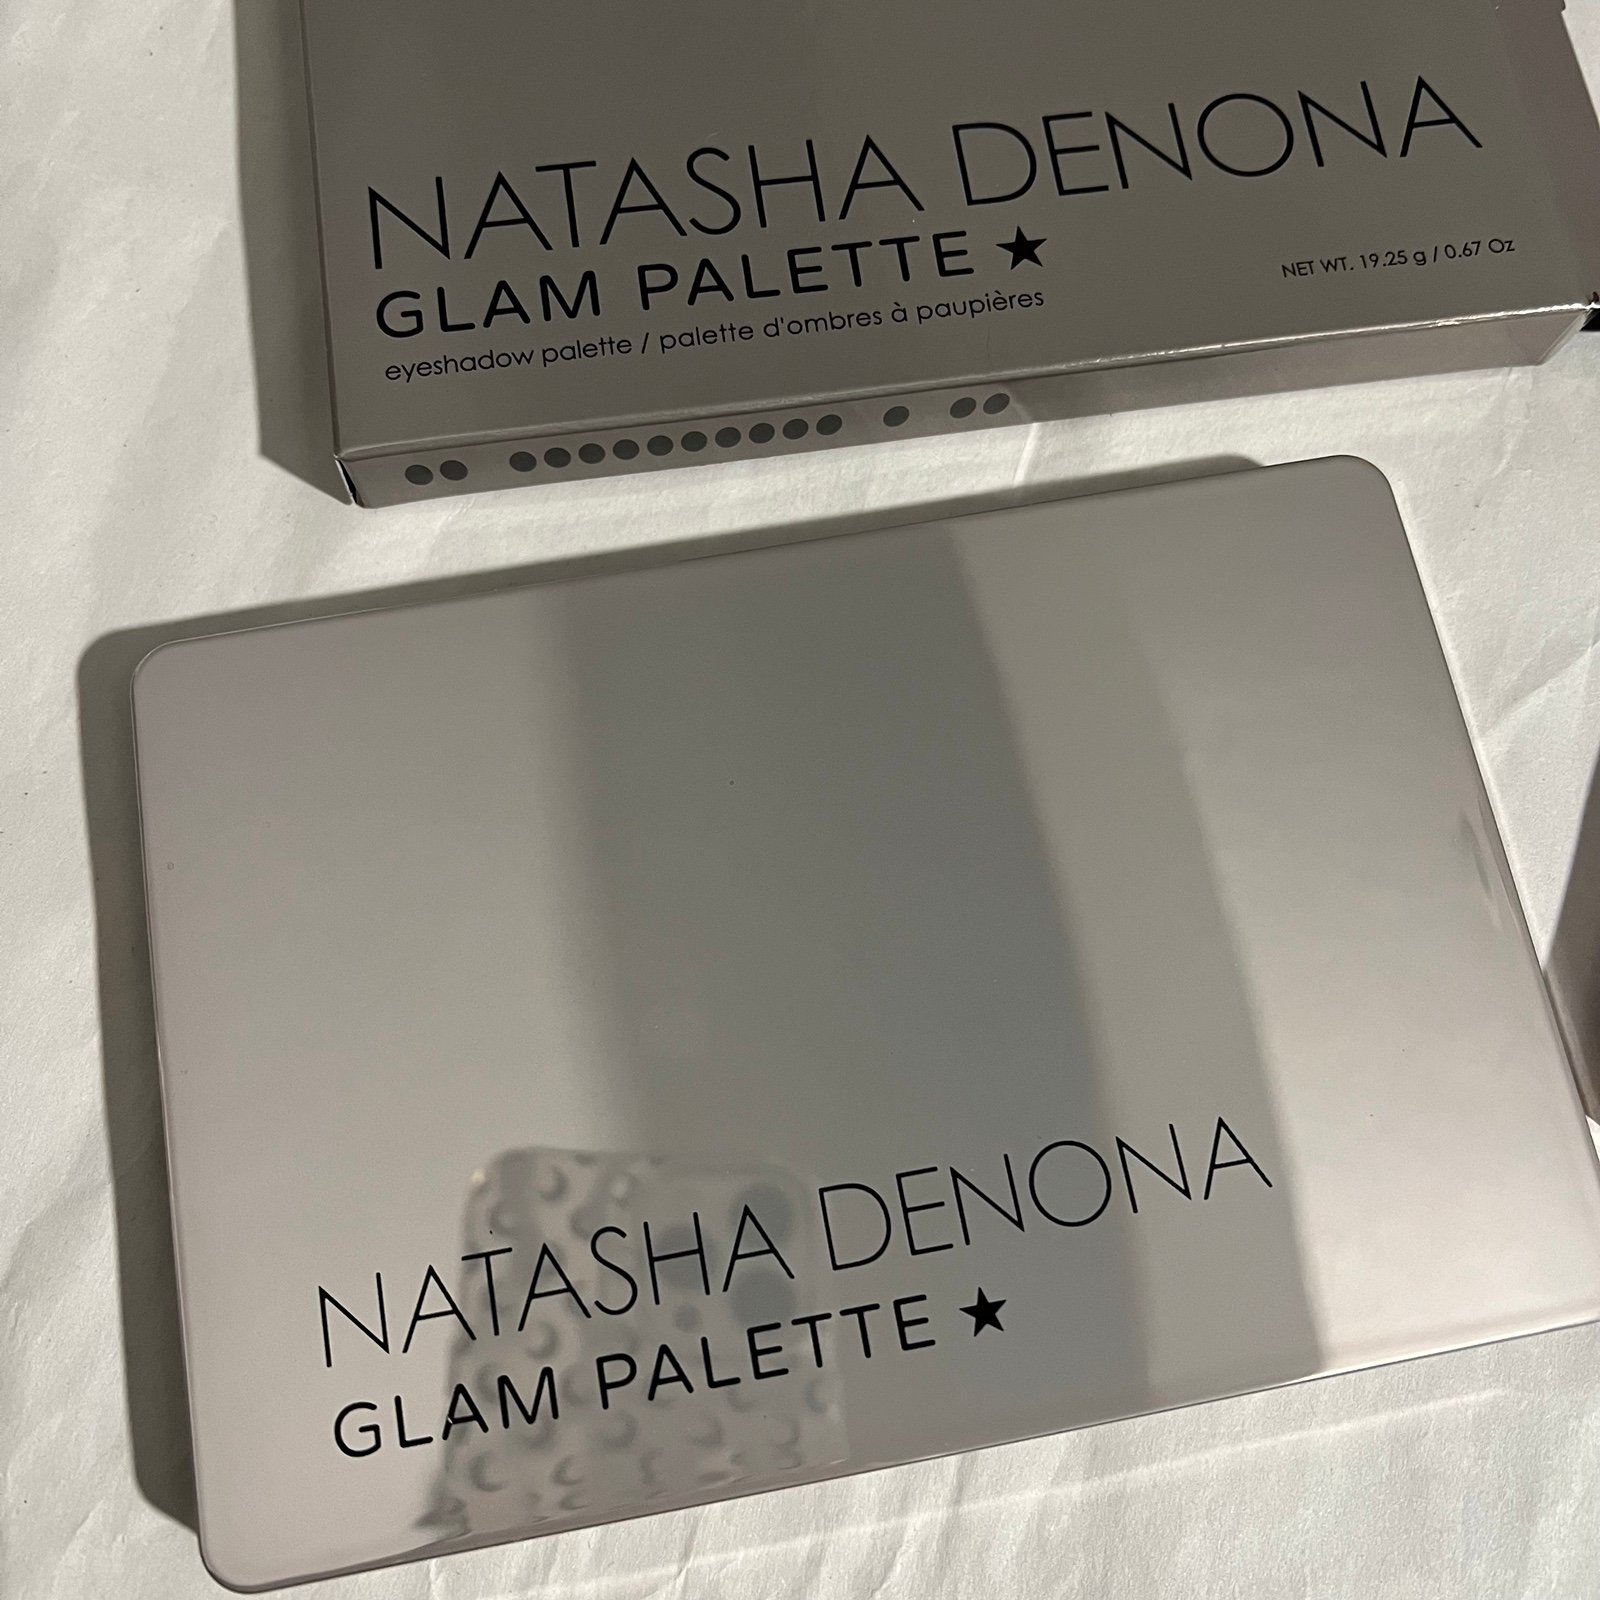 NATASHA DENONA
GLAM PALETTE ★
eyeshadow palette / palette d'ombres à paupières
NET WT. 19.25 g / 0.67 Oz
NATASHA DENONA
GLAM PALETTE ★